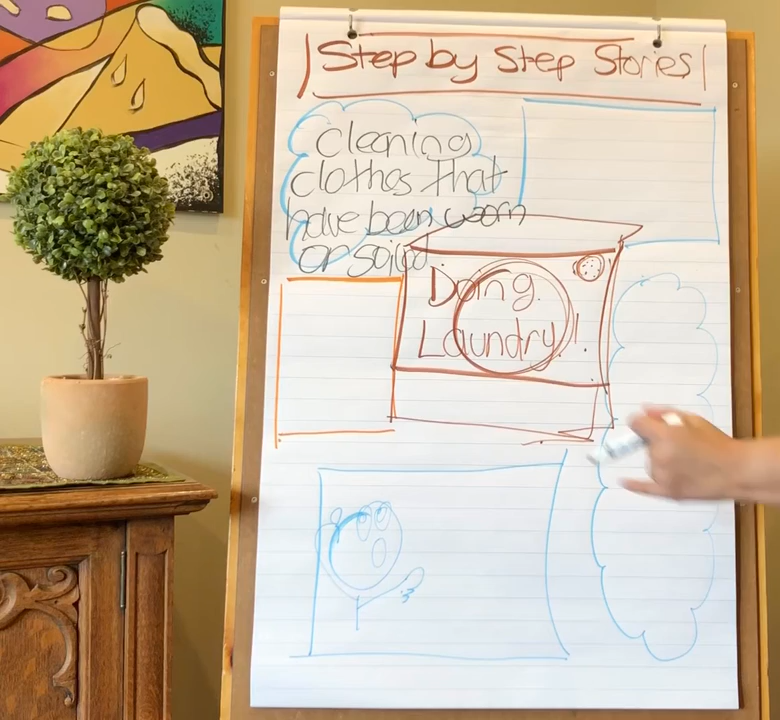 Step by Step Stories
Cleaning
clothes that
have been worn
or soiled.
Doing
Laundry!